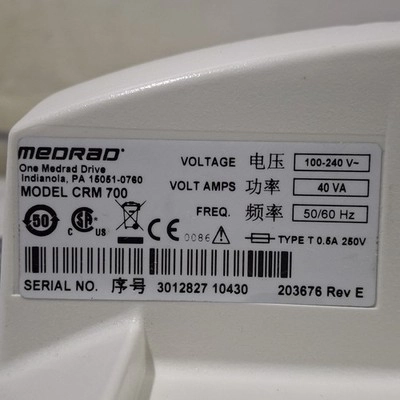 MEDRAD®
One Medrad Drive
Indianola, PA 15051-0760
MODEL CRM 700
VOLTAGE 电压 100-240 V~
VOLT AMPS 功率 40 VA
FREQ. 频率 50/60 Hz
50 C SA US CE 0086 TYPE T 0.5A 250V
SERIAL NO. 序号 3012827 10430 203676 Rev E